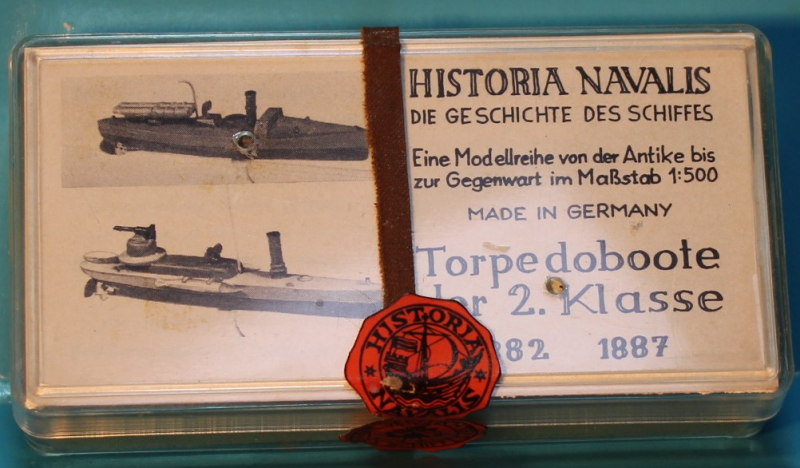 HISTORIA NAVALIS
DIE GESCHICHTE DES SCHIFFES
Eine Modellreihe von der Antike bis
zur Gegenwart im Maßstab 1:500
MADE IN GERMANY
Torpedoboote
2. Klasse
1887
HISTORIA
NAVALIS